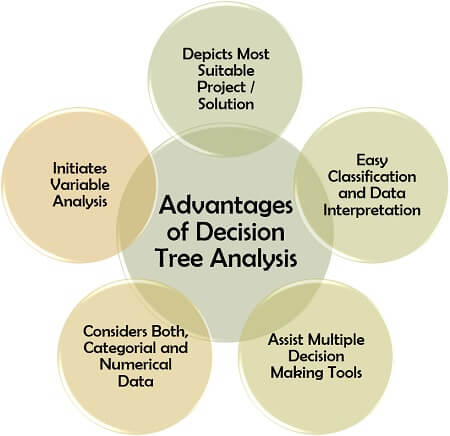 Depicts Most
Suitable
Project /
Solution
Easy
Classification
and Data
Interpretation
Assist Multiple
Decision
Making Tools
Considers Both,
Categorial and
Numerical
Data
Initiates
Variable
Analysis
Advantages
of Decision
Tree Analysis